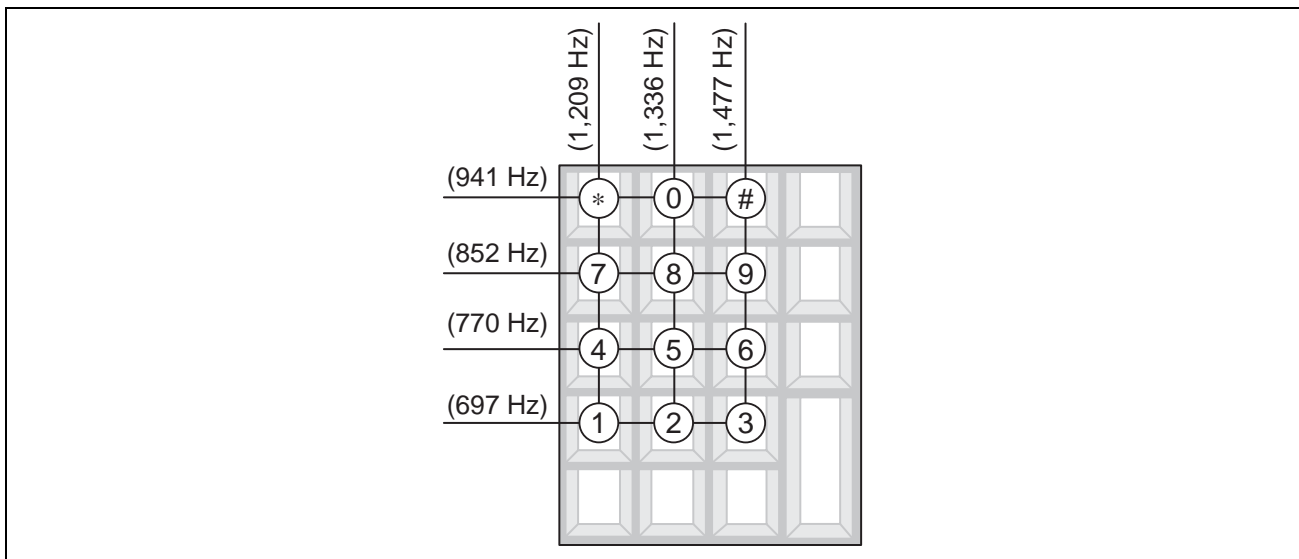 (1,209 Hz)
(1,336 Hz)
(1,477 Hz)
(941 Hz)
* 0 #
(852 Hz)
7 8 9
(770 Hz)
4 5 6
(697 Hz)
1 2 3